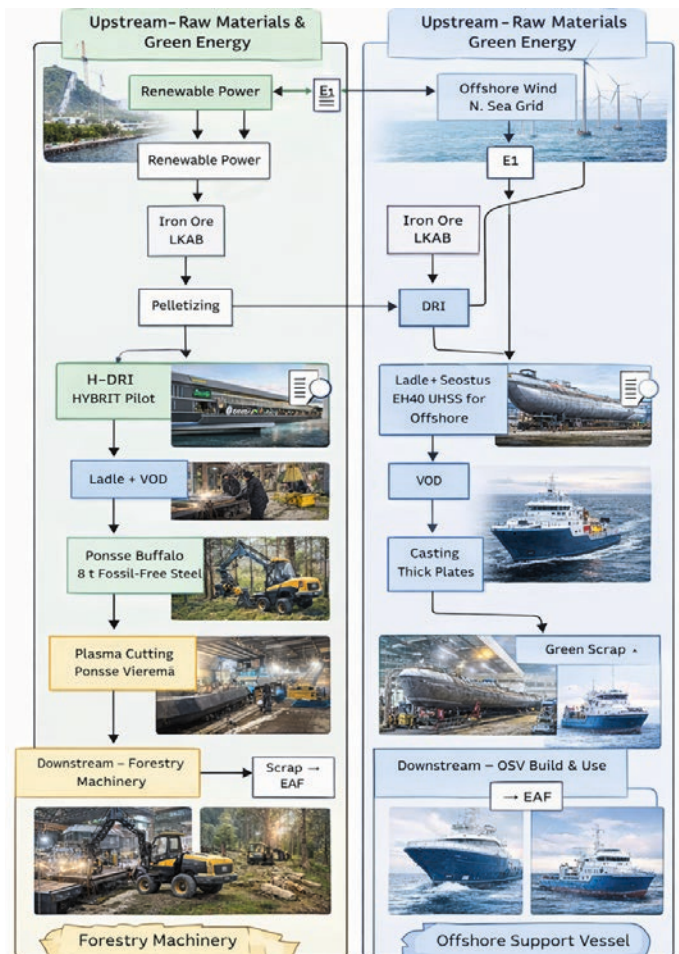 Upstream–Raw Materials &
Green Energy
Renewable Power
E1
Renewable Power
Iron Ore
LKAB
Pelletizing
H–DRI
HYBRIT Pilot
Ladle + VOD
Ponsse Buffalo
8 t Fossil-Free Steel
Plasma Cutting
Ponsse Vieremä
Downstream – Forestry
Machinery
Scrap →
EAF
Forestry Machinery
Upstream–Raw Materials
Green Energy
Offshore Wind
N. Sea Grid
E1
Iron Ore
LKAB
DRI
Ladle + Seostus
EH40 UHSS for
Offshore
VOD
Casting
Thick Plates
Green Scrap
Downstream – OSV Build & Use
→ EAF
Offshore Support Vessel